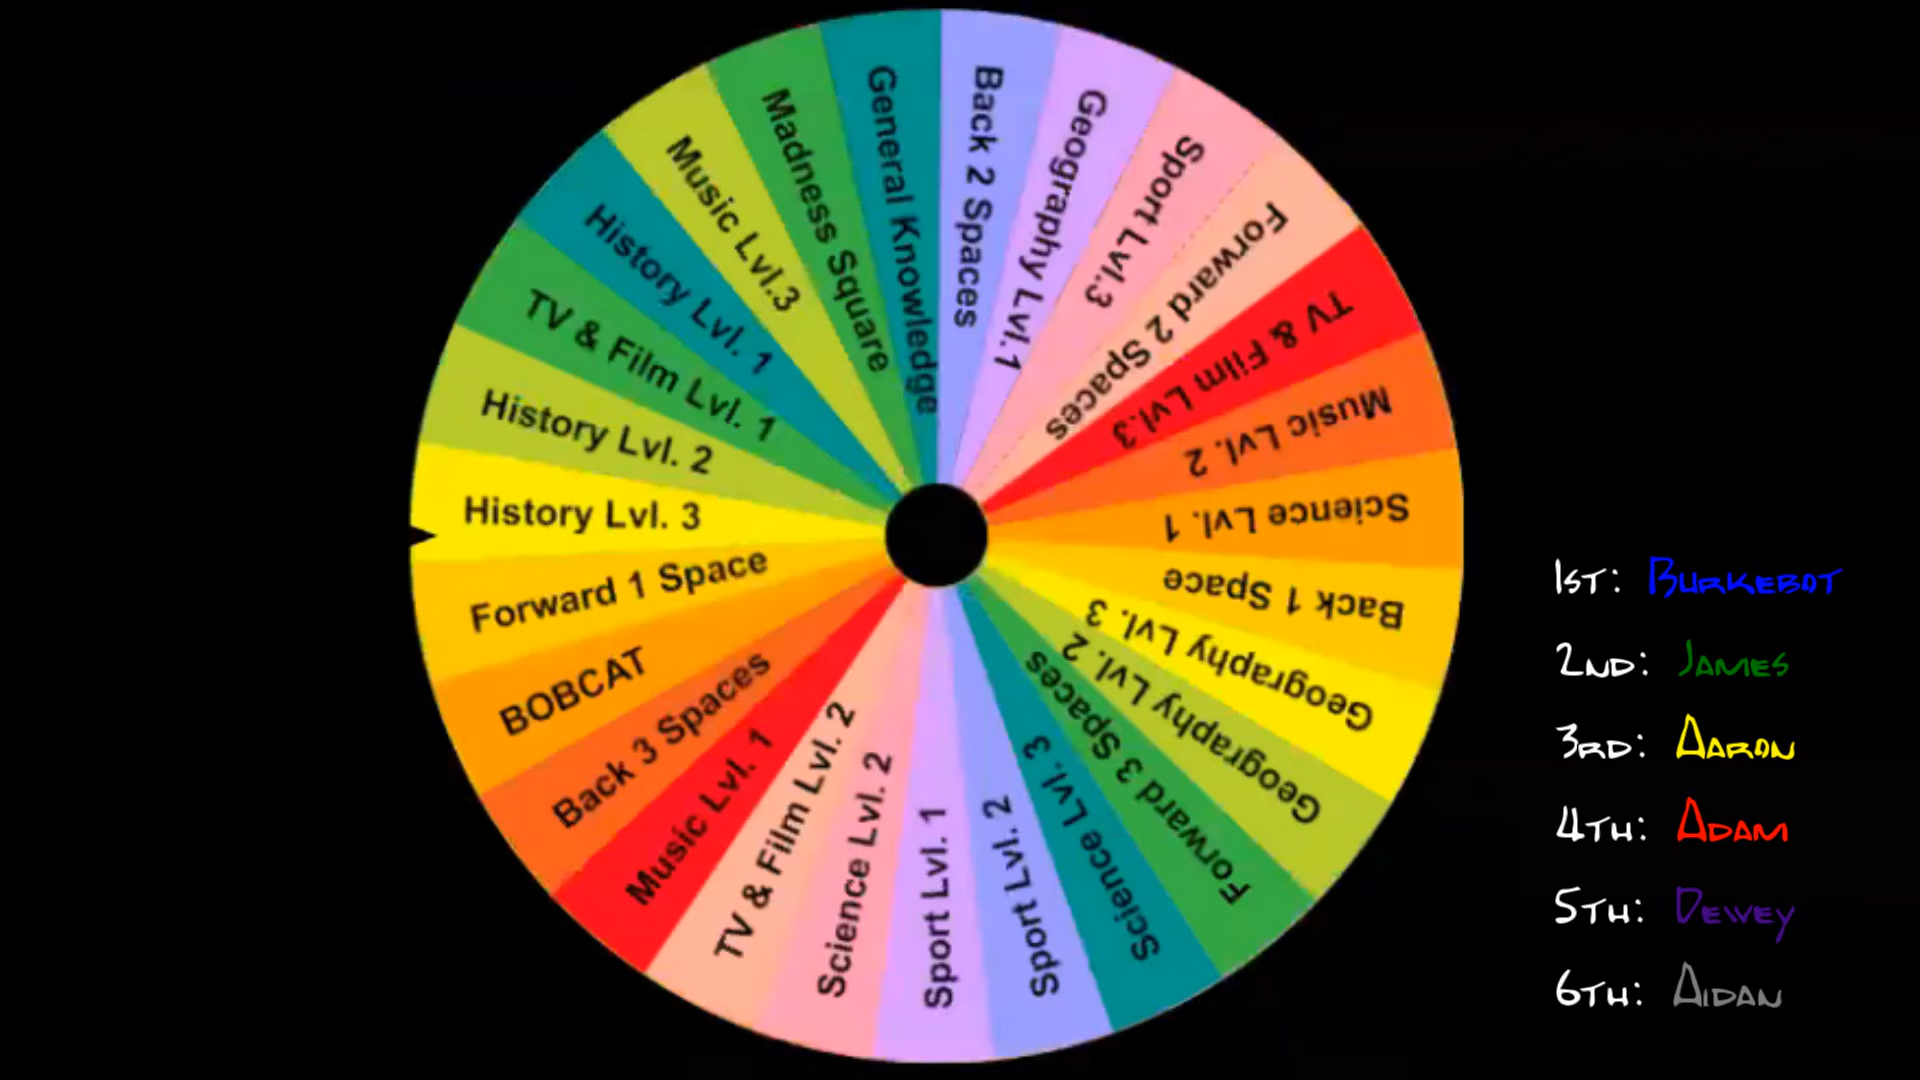 General Knowledge
Back 2 Spaces
Geography Lvl.1
Sport Lvl.3
Forward 2 Spaces
TV & Film Lvl.3
Music Lvl. 2
Science Lvl. 1
Back 1 Space
Geography Lvl. 3
Geography Lvl. 2
Forward 3 Spaces
Science Lvl. 3
Sport Lvl. 2
Sport Lvl. 1
Science Lvl. 2
TV & Film Lvl. 2
Music Lvl. 1
Back 3 Spaces
BOBCAT
Forward 1 Space
History Lvl. 3
History Lvl. 2
TV & Film Lvl. 1
History Lvl. 1
Music Lvl.3
Madness Square
1st: Burkebot
2nd: James
3rd: Aaron
4th: Adam
5th: Dewey
6th: Aidan